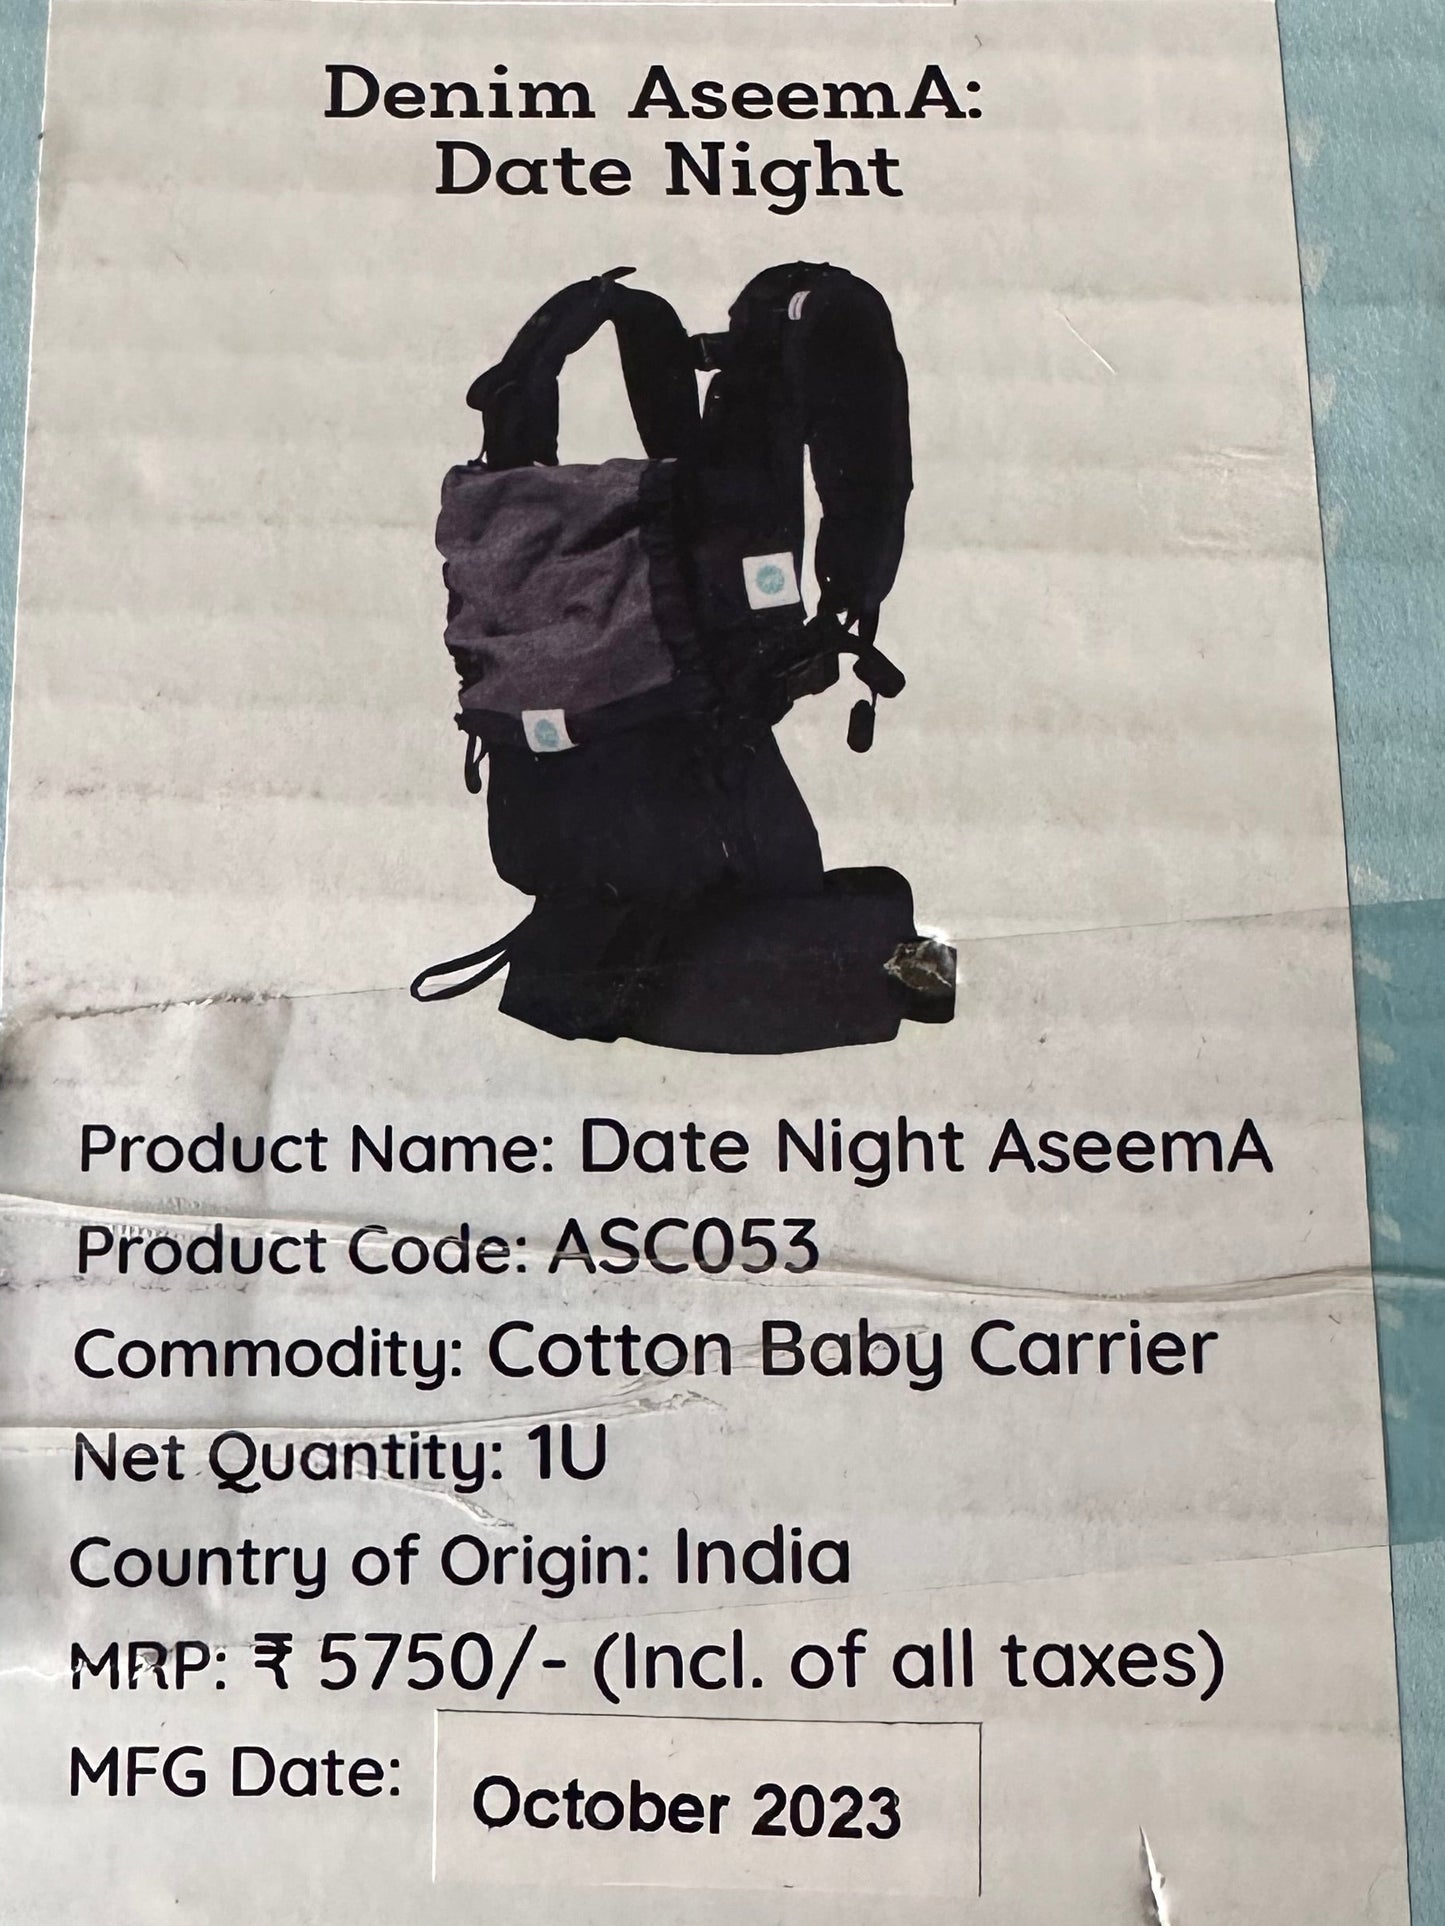 Denim AseemA:
Date Night
Product Name: Date Night AseemA
Product Code: ASC053
Commodity: Cotton Baby Carrier
Net Quantity: 1U
Country of Origin: India
MRP: ₹ 5750/- (Incl. of all taxes)
MFG Date: October 2023